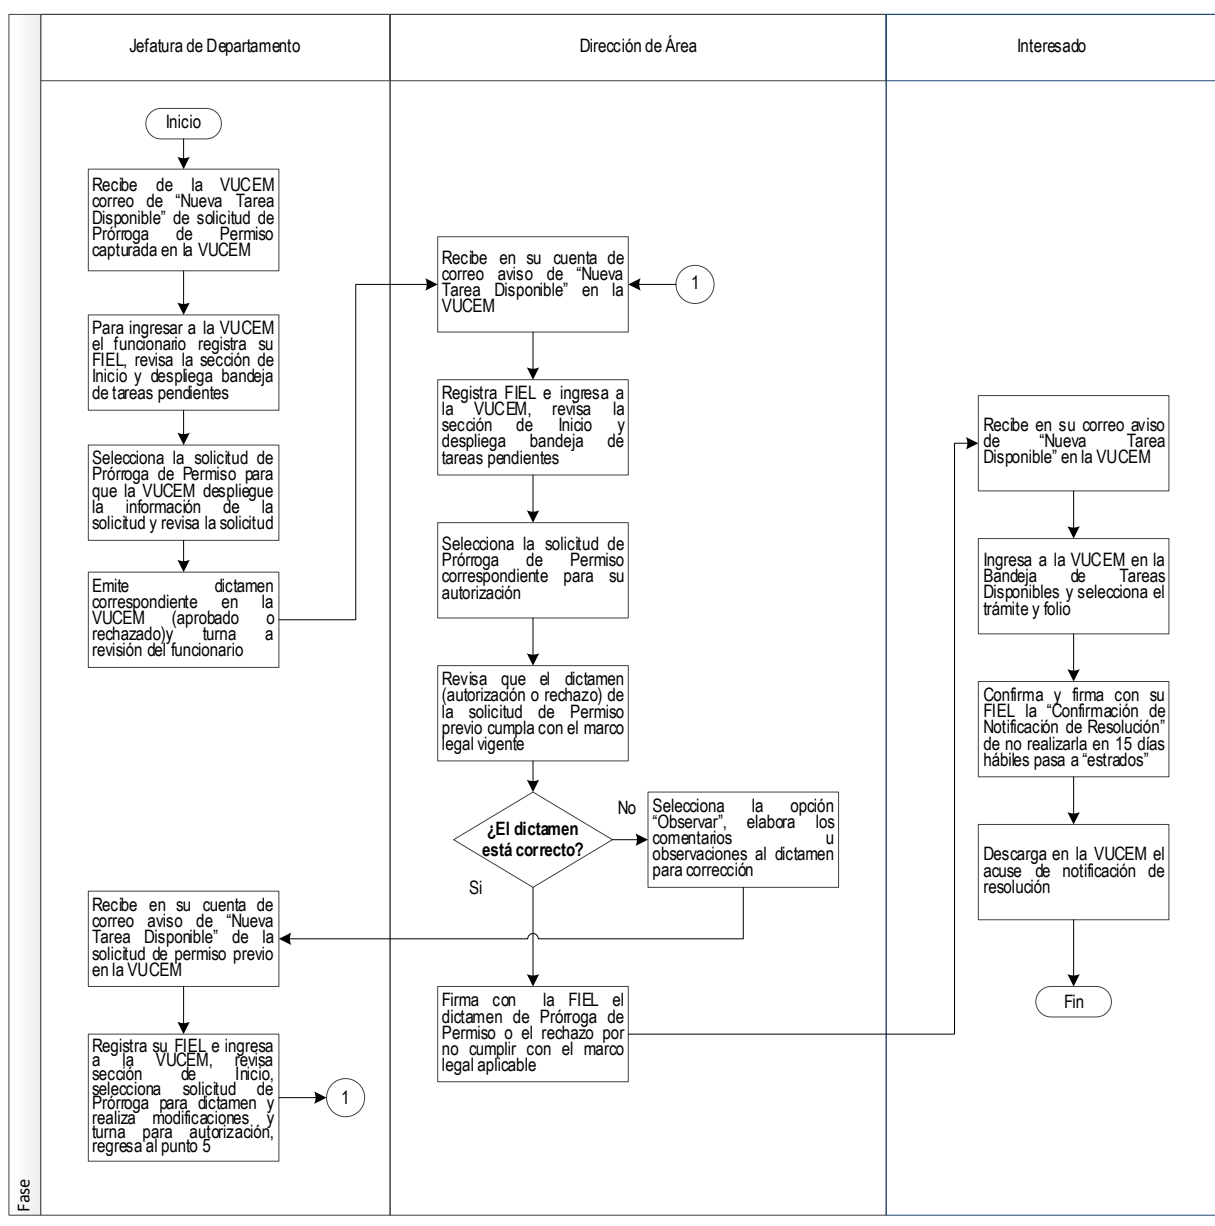 Jefatura de Departamento
Dirección de Área
Interesado
Inicio
Recibe de la VUCEM
correo de “Nueva Tarea
Disponible” de solicitud de
Prórroga de Permiso
capturada en la VUCEM
Para ingresar a la VUCEM
el funcionario registra su
FIEL, revisa la sección de
Inicio y despliega bandeja
de tareas pendientes
Selecciona la solicitud de
Prórroga de Permiso para
que la VUCEM despliegue
la información de la
solicitud y revisa la solicitud
Emite dictamen
correspondiente en la
VUCEM (aprobado o
rechazado)y turna a
revisión del funcionario
Recibe en su cuenta de
correo aviso de “Nueva
Tarea Disponible” en la
VUCEM
1
Registra FIEL e ingresa a
la VUCEM, revisa la
sección de Inicio y
despliega bandeja de
tareas pendientes
Selecciona la solicitud de
Prórroga de Permiso
correspondiente para su
autorización
Revisa que el dictamen
(autorización o rechazo) de
la solicitud de Permiso
previo cumpla con el marco
legal vigente
¿El dictamen
está correcto?
No
Si
Selecciona la opción
“Observar”, elabora los
comentarios u
observaciones al dictamen
para corrección
Recibe en su cuenta de
correo aviso de “Nueva
Tarea Disponible” de la
solicitud de permiso previo
en la VUCEM
Registra su FIEL e ingresa
a la VUCEM, revisa
sección de Inicio,
selecciona solicitud de
Prórroga para dictamen y
realiza modificaciones y
turna para autorización,
regresa al punto 5
1
Firma con la FIEL el
dictamen de Prórroga de
Permiso o el rechazo por
no cumplir con el marco
legal aplicable
Recibe en su correo aviso
de “Nueva Tarea
Disponible” en la VUCEM
Ingresa a la VUCEM en la
Bandeja de Tareas
Disponibles y selecciona el
trámite y folio
Confirma y firma con su
FIEL la “Confirmación de
Notificación de Resolución”
de no realizarla en 15 días
hábiles pasa a “estrados”
Descarga en la VUCEM el
acuse de notificación de
resolución
Fin
Fase